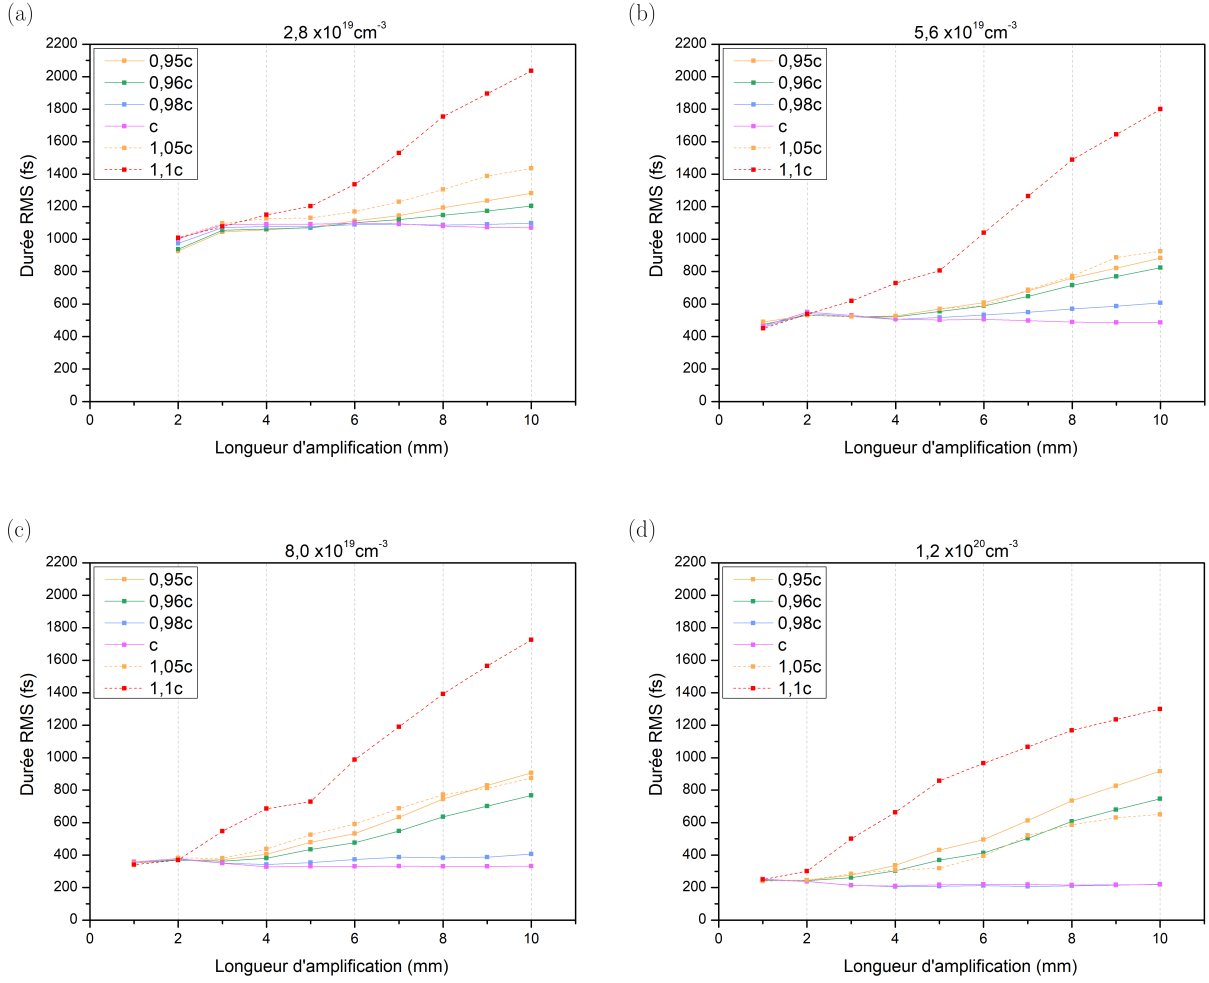 (a)
2,8 x10¹⁹cm⁻³
2200
2000
1800
1600
1400
1200
1000
800
600
400
200
0
Durée RMS (fs)
0,95c
0,96c
0,98c
c
1,05c
1,1c
0 2 4 6 8 10
Longueur d'amplification (mm)
(b)
5,6 x10¹⁹cm⁻³
2200
2000
1800
1600
1400
1200
1000
800
600
400
200
0
Durée RMS (fs)
0,95c
0,96c
0,98c
c
1,05c
1,1c
0 2 4 6 8 10
Longueur d'amplification (mm)
(c)
8,0 x10¹⁹cm⁻³
2200
2000
1800
1600
1400
1200
1000
800
600
400
200
0
Durée RMS (fs)
0,95c
0,96c
0,98c
c
1,05c
1,1c
0 2 4 6 8 10
Longueur d'amplification (mm)
(d)
1,2 x10²⁰cm⁻³
2200
2000
1800
1600
1400
1200
1000
800
600
400
200
0
Durée RMS (fs)
0,95c
0,96c
0,98c
c
1,05c
1,1c
0 2 4 6 8 10
Longueur d'amplification (mm)